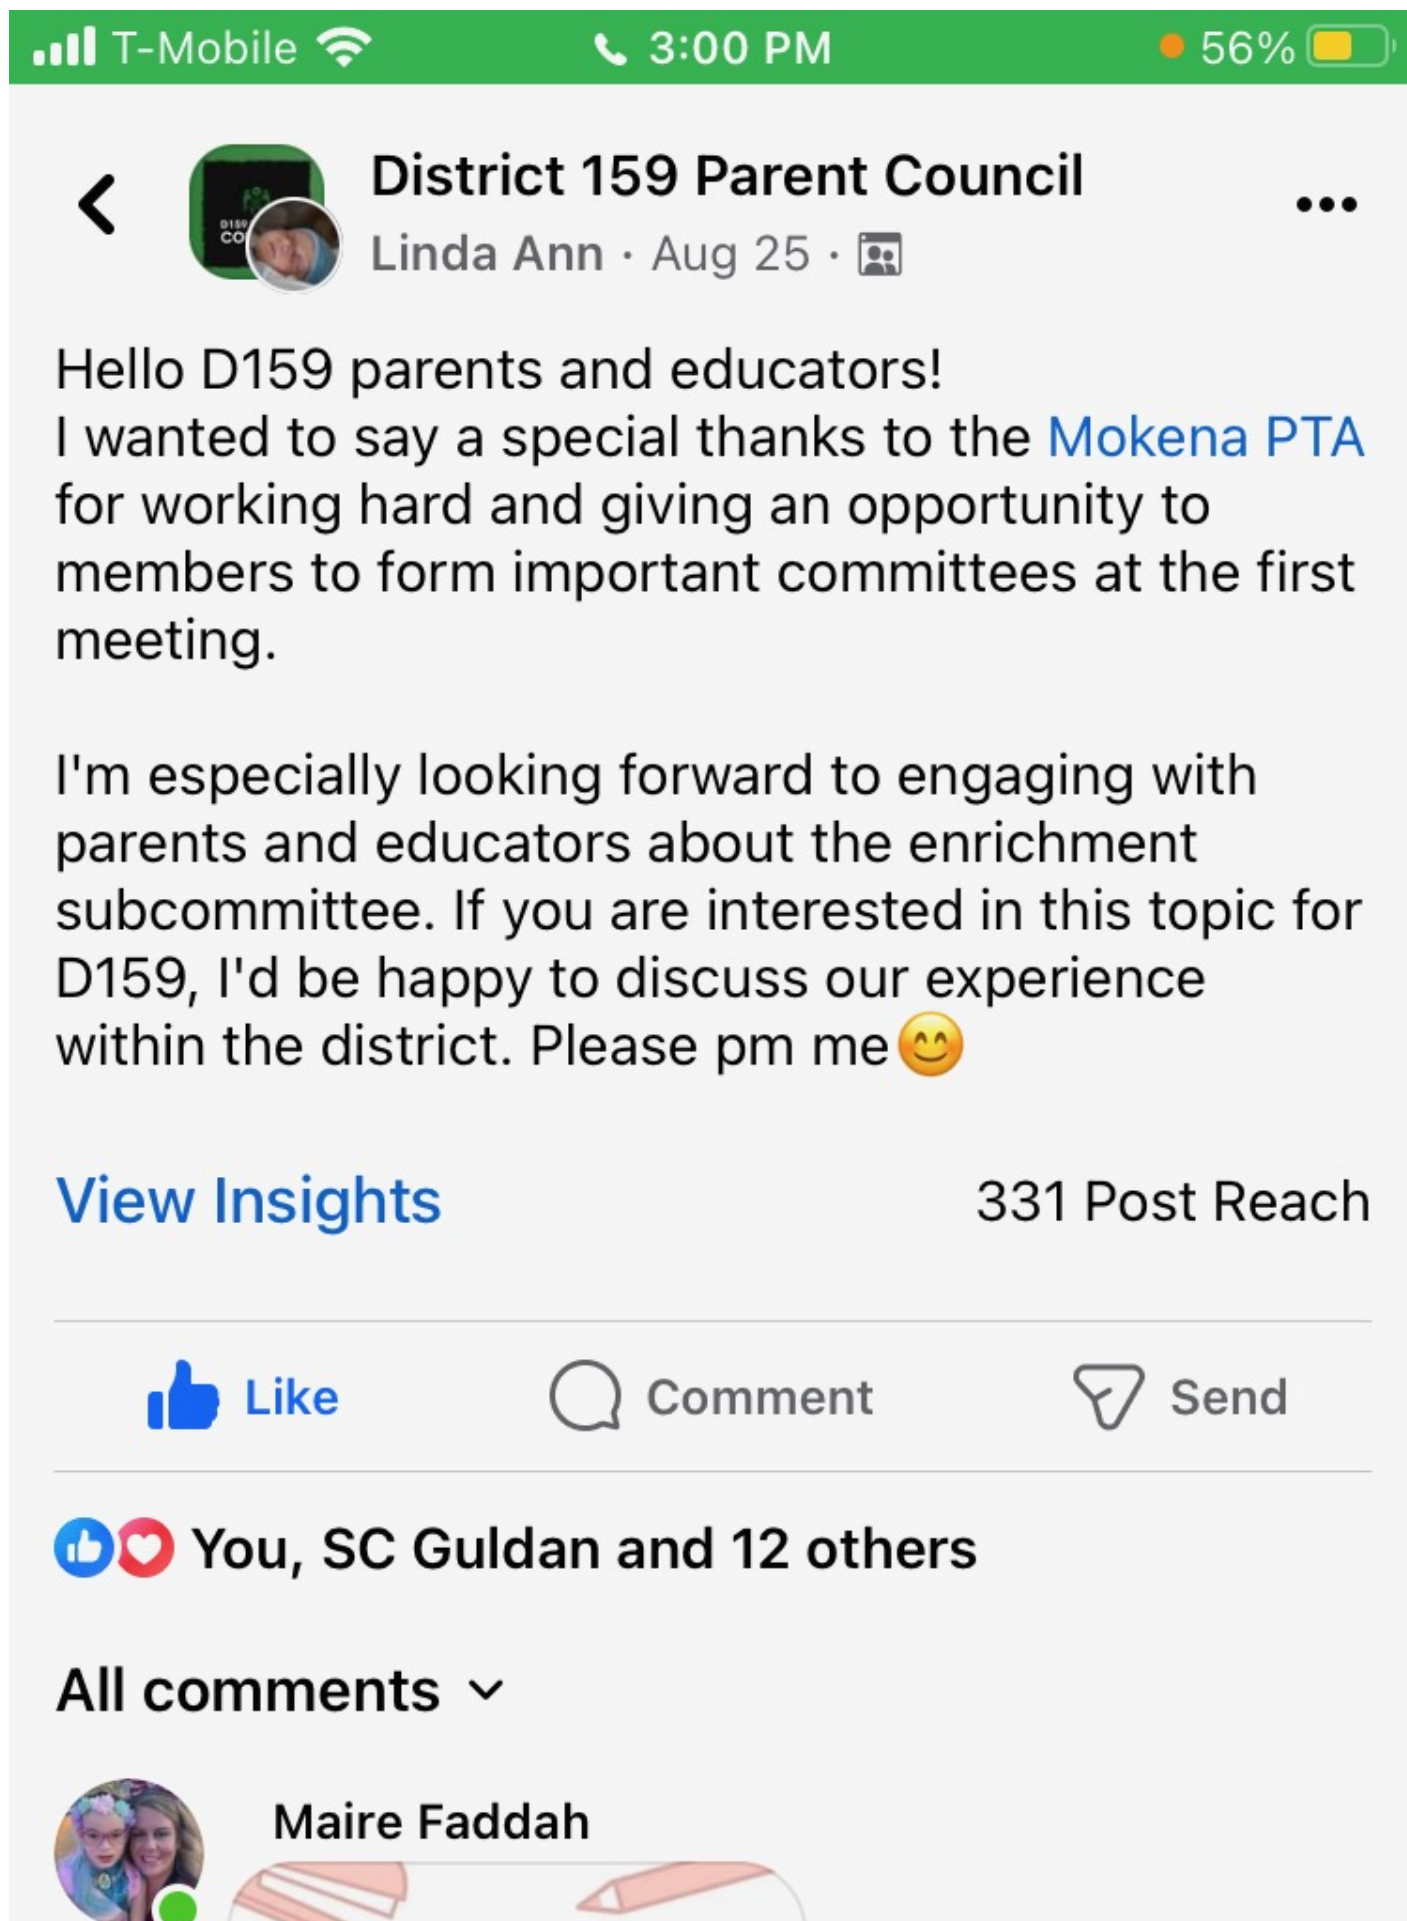 T-Mobile 3:00 PM 56%
District 159 Parent Council
D159
CO
Linda Ann · Aug 25 ·
Hello D159 parents and educators!
I wanted to say a special thanks to the Mokena PTA
for working hard and giving an opportunity to
members to form important committees at the first
meeting.
I'm especially looking forward to engaging with
parents and educators about the enrichment
subcommittee. If you are interested in this topic for
D159, I'd be happy to discuss our experience
within the district. Please pm me😊
View Insights 331 Post Reach
Like Comment Send
You, SC Guldan and 12 others
All comments
Maire Faddah